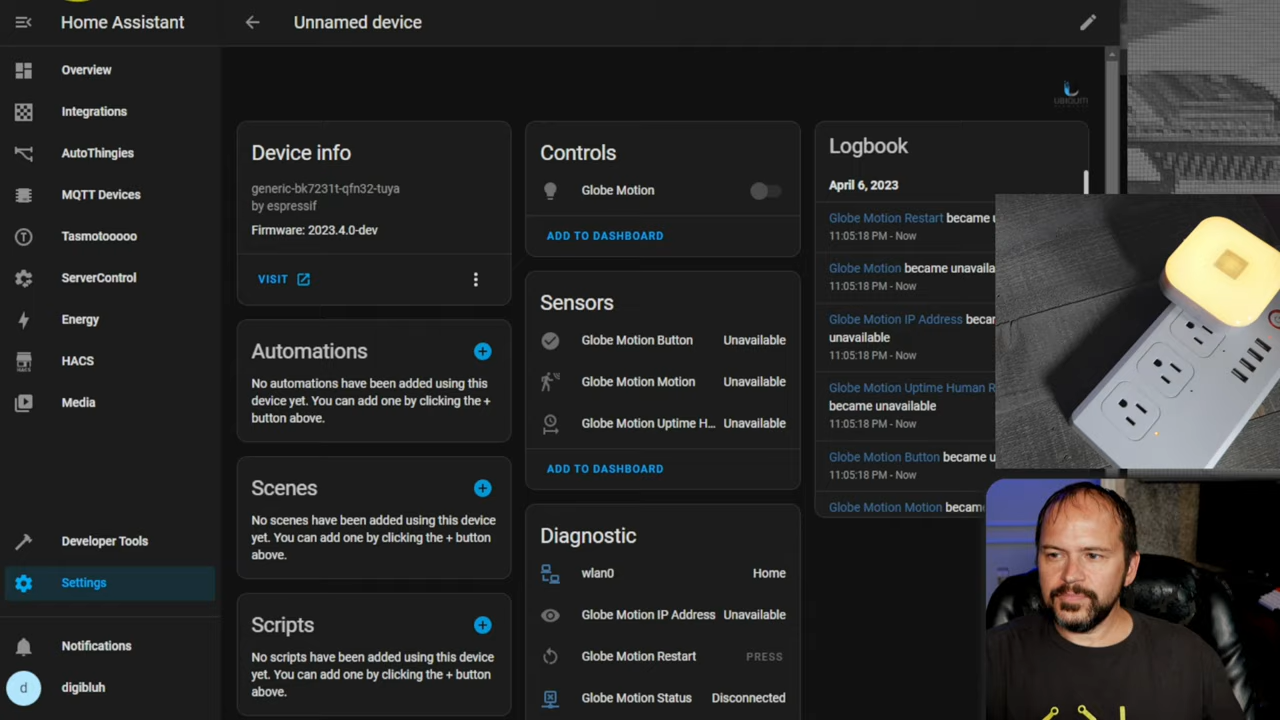 Home Assistant
Unnamed device
Overview
Integrations
AutoThingies
MQTT Devices
Tasmotooooo
ServerControl
Energy
HACS
HACS
Media
Developer Tools
Settings
Notifications
d
digibluh
Device info
generic-bk7231t-qfn32-tuya
by espressif
Firmware: 2023.4.0-dev
VISIT
Automations
No automations have been added using this
device yet. You can add one by clicking the +
button above.
Scenes
No scenes have been added using this device
yet. You can add one by clicking the + button
above.
Scripts
No scripts have been added using this device
yet. You can add one by clicking the + button
above.
Controls
Globe Motion
ADD TO DASHBOARD
Sensors
Globe Motion Button Unavailable
Globe Motion Motion Unavailable
Globe Motion Uptime H... Unavailable
ADD TO DASHBOARD
Diagnostic
wlan0 Home
Globe Motion IP Address Unavailable
Globe Motion Restart PRESS
Globe Motion Status Disconnected
Logbook
April 6, 2023
Globe Motion Restart became u
11:05:18 PM - Now
Globe Motion became unavaila
11:05:18 PM - Now
Globe Motion IP Address becar
unavailable
11:05:18 PM - Now
Globe Motion Uptime Human R
became unavailable
11:05:18 PM - Now
Globe Motion Button became u
11:05:18 PM - Now
Globe Motion Motion becam